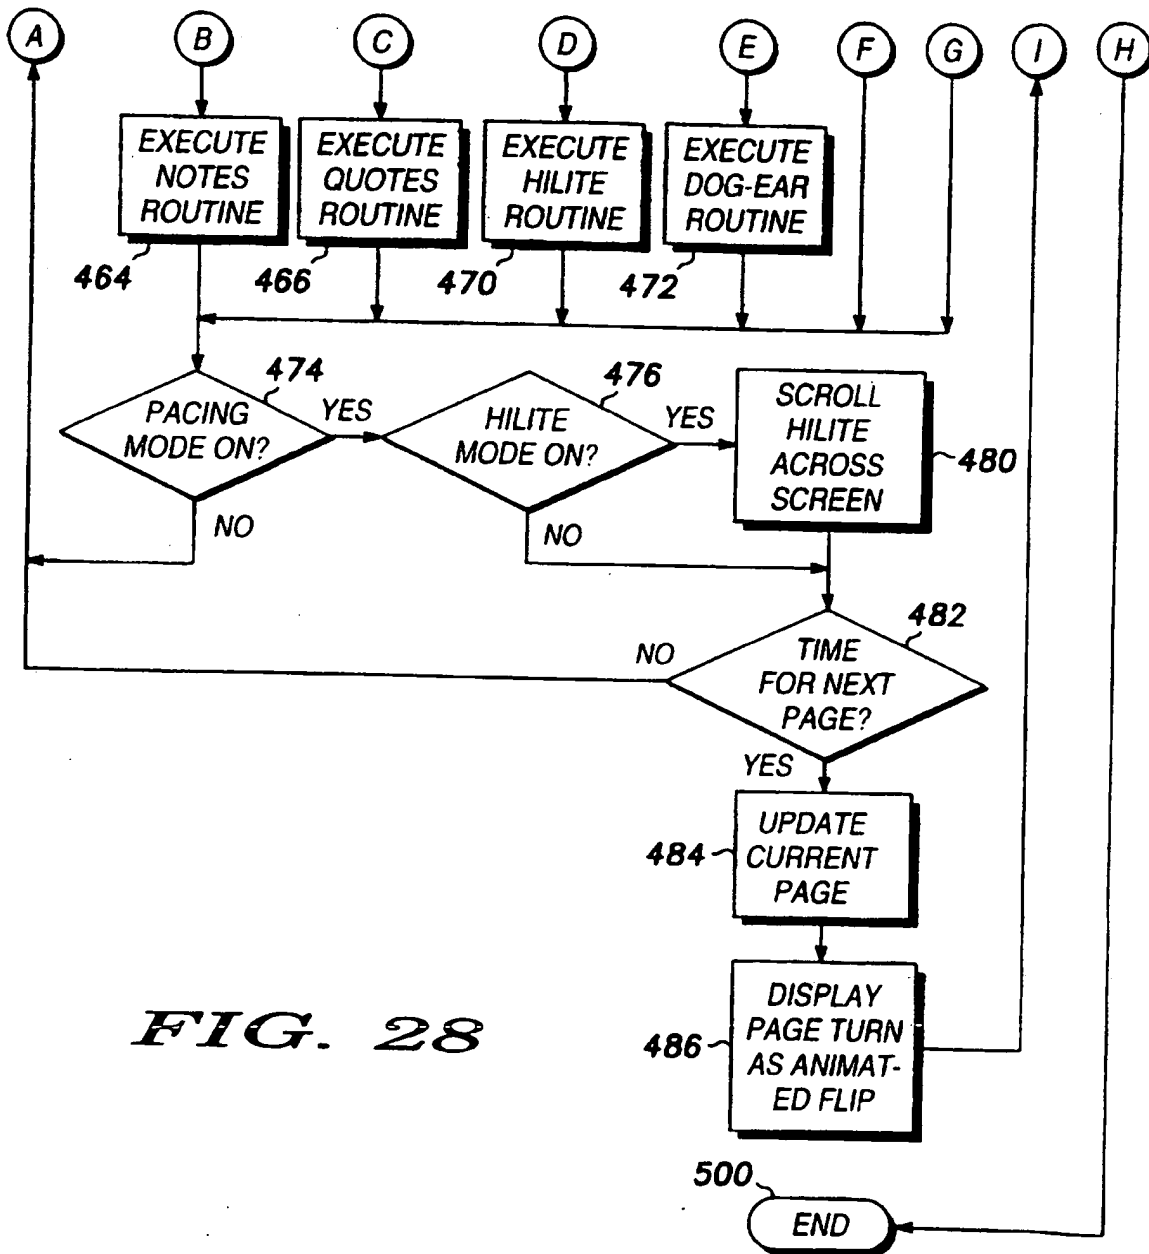 A B C D E F G I H
EXECUTE
NOTES
ROUTINE
464
EXECUTE
QUOTES
ROUTINE
466
EXECUTE
HILITE
ROUTINE
470
EXECUTE
DOG-EAR
ROUTINE
472
474
PACING
MODE ON?
YES
NO
476
HILITE
MODE ON?
YES
NO
SCROLL
HILITE
ACROSS
SCREEN
480
482
TIME
FOR NEXT
PAGE?
NO
YES
UPDATE
CURRENT
PAGE
484
DISPLAY
PAGE TURN
AS ANIMAT-
ED FLIP
486
500
END
FIG. 28